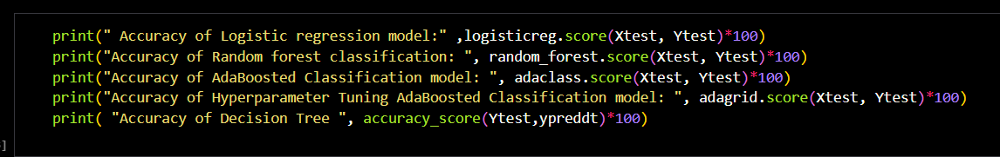 print(" Accuracy of Logistic regression model:" ,logisticreg.score(Xtest, Ytest)*100)
print("Accuracy of Random forest classification: ", random_forest.score(Xtest, Ytest)*100)
print("Accuracy of AdaBoosted Classification model: ", adaclass.score(Xtest, Ytest)*100)
print("Accuracy of Hyperparameter Tuning AdaBoosted Classification model: ", adagrid.score(Xtest, Ytest)*100)
print( "Accuracy of Decision Tree ", accuracy_score(Ytest,ypreddt)*100)
]